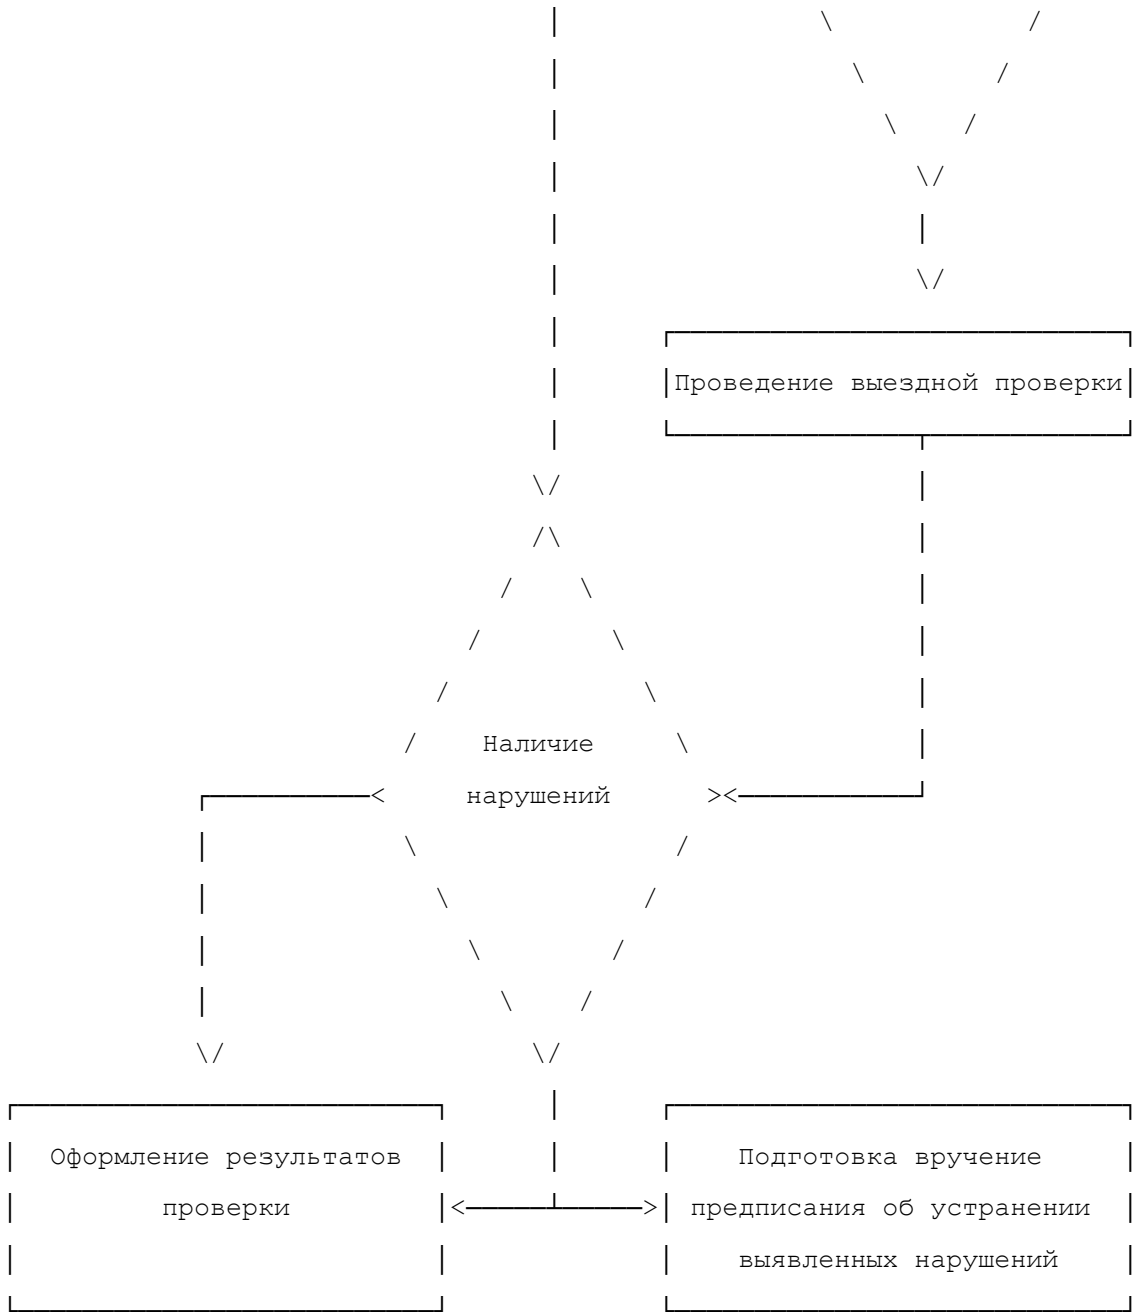 Проведение выездной проверки
Наличие
нарушений
Оформление результатов
проверки
Подготовка вручение
предписания об устранении
выявленных нарушений